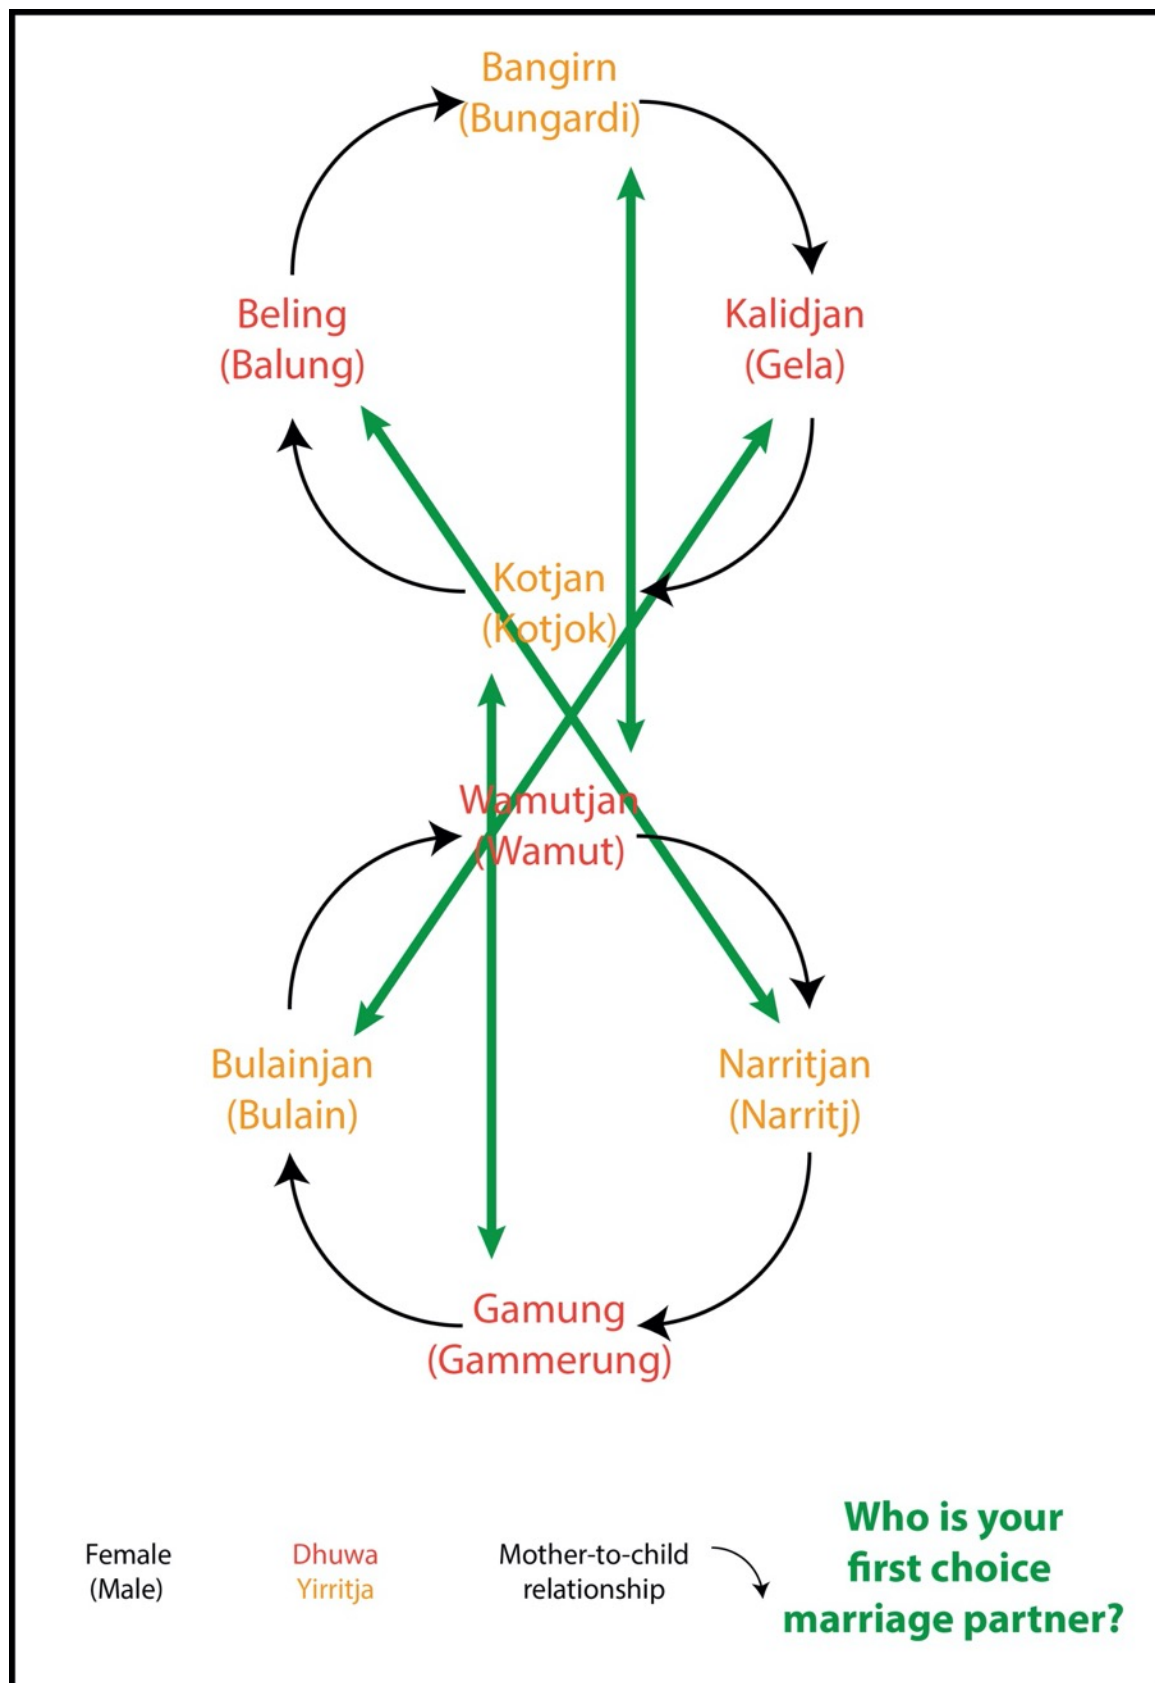 Bangirn
(Bungardi)
Beling
(Balung)
Kalidjan
(Gela)
Kotjan
(Kotjok)
Wamutjan
(Wamut)
Bulainjan
(Bulain)
Narritjan
(Narritj)
Gamung
(Gammerung)
Female
(Male)
Dhuwa
Yirritja
Mother-to-child
relationship
Who is your
first choice
marriage partner?